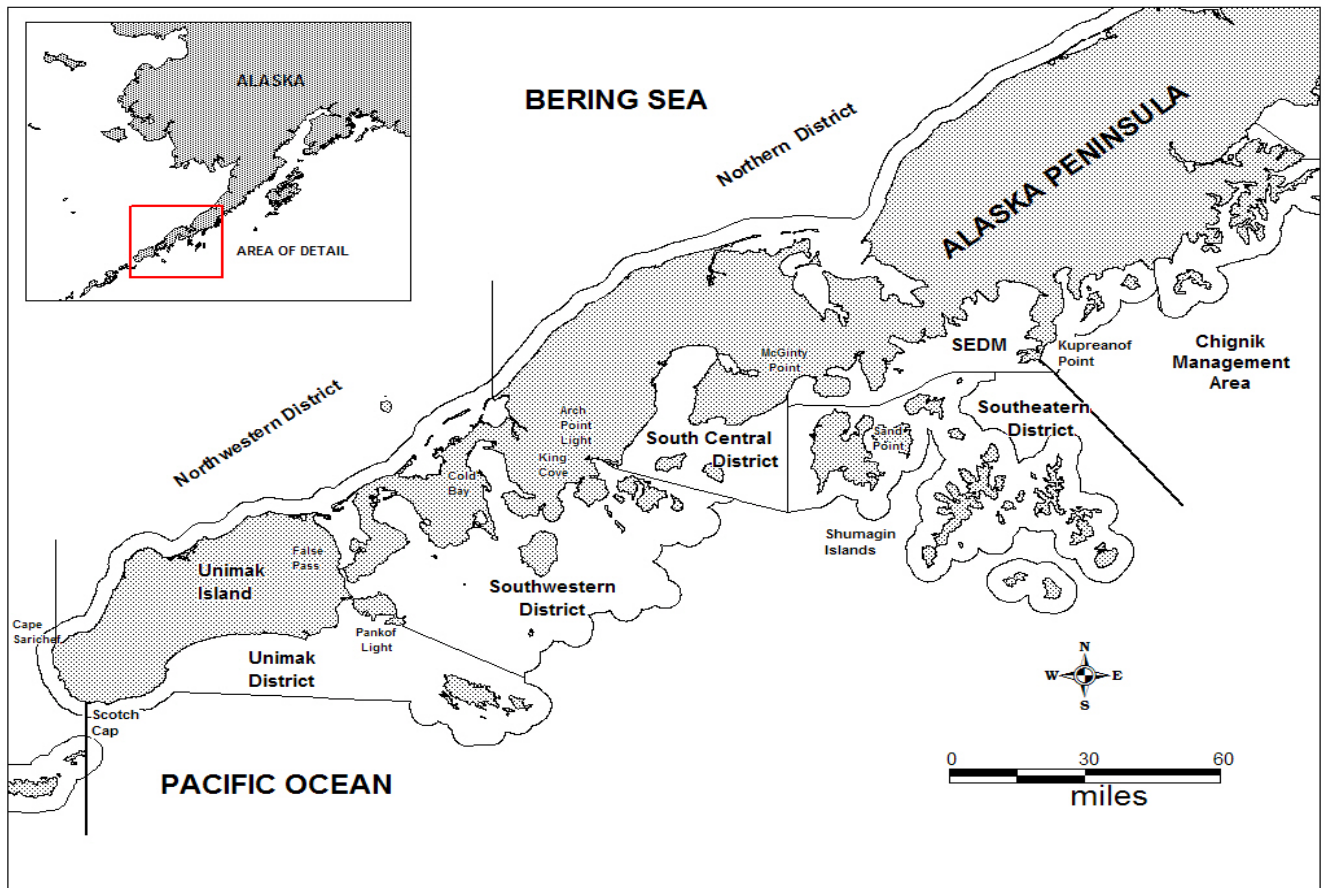 ALASKA
AREA OF DETAIL
BERING SEA
Northern District
ALASKA PENINSULA
Northwestern District
McGinty
Point
SEDM
Kupreanof
Point
Chignik
Management
Area
Arch
Point
Light
King
Cove
Cold
Bay
South Central
District
Sand
Point
Southeatern
District
Shumagin
Islands
False
Pass
Unimak
Island
Southwestern
District
Cape
Sarichef
Pankof
Light
Unimak
District
Scotch
Cap
PACIFIC OCEAN
N
W
E
S
0
30
60
miles